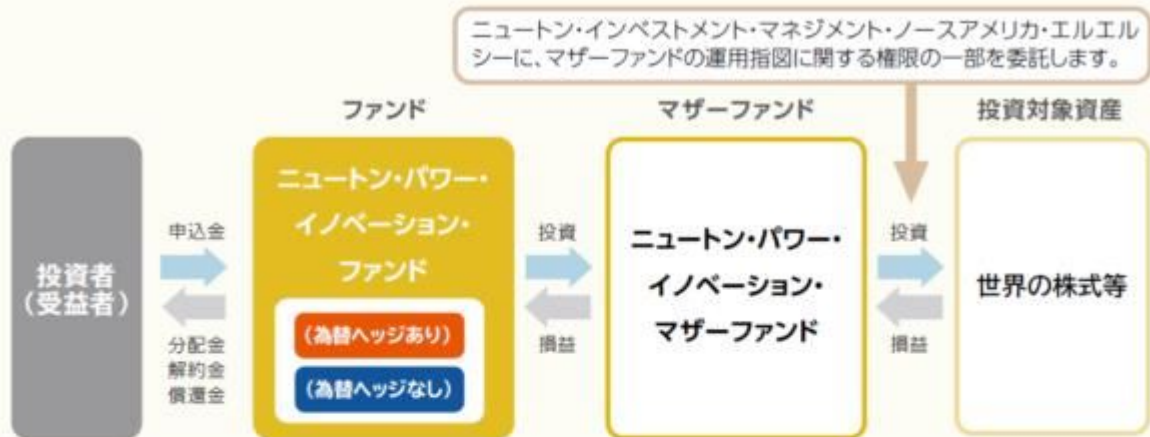 ニュートン・インベストメント・マネジメント・ノースアメリカ・エルエル
シーに、マザーファンドの運用指図に関する権限の一部を委託します。
ファンド
マザーファンド
投資対象資産
投資者
（受益者）
申込金
分配金
解約金
償還金
ニュートン・パワー・
イノベーション・
ファンド
（為替ヘッジあり）
（為替ヘッジなし）
投資
損益
ニュートン・パワー・
イノベーション・
マザーファンド
投資
損益
世界の株式等